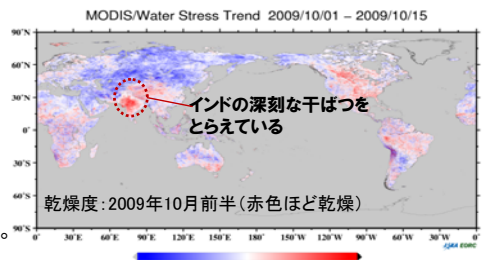 MODIS/Water Stress Trend 2009/10/01 – 2009/10/15
90˚N
60˚N
30˚N
0˚
30˚S
60˚S
90˚S
インドの深刻な干ばつを
とらえている
乾燥度:2009年10月前半(赤色ほど乾燥)
。
0˚ 30˚E 60˚E 90˚E 120˚E 150˚E 180˚ 150˚W 120˚W 90˚W 60˚W 30˚W 0˚
JAXA EORC